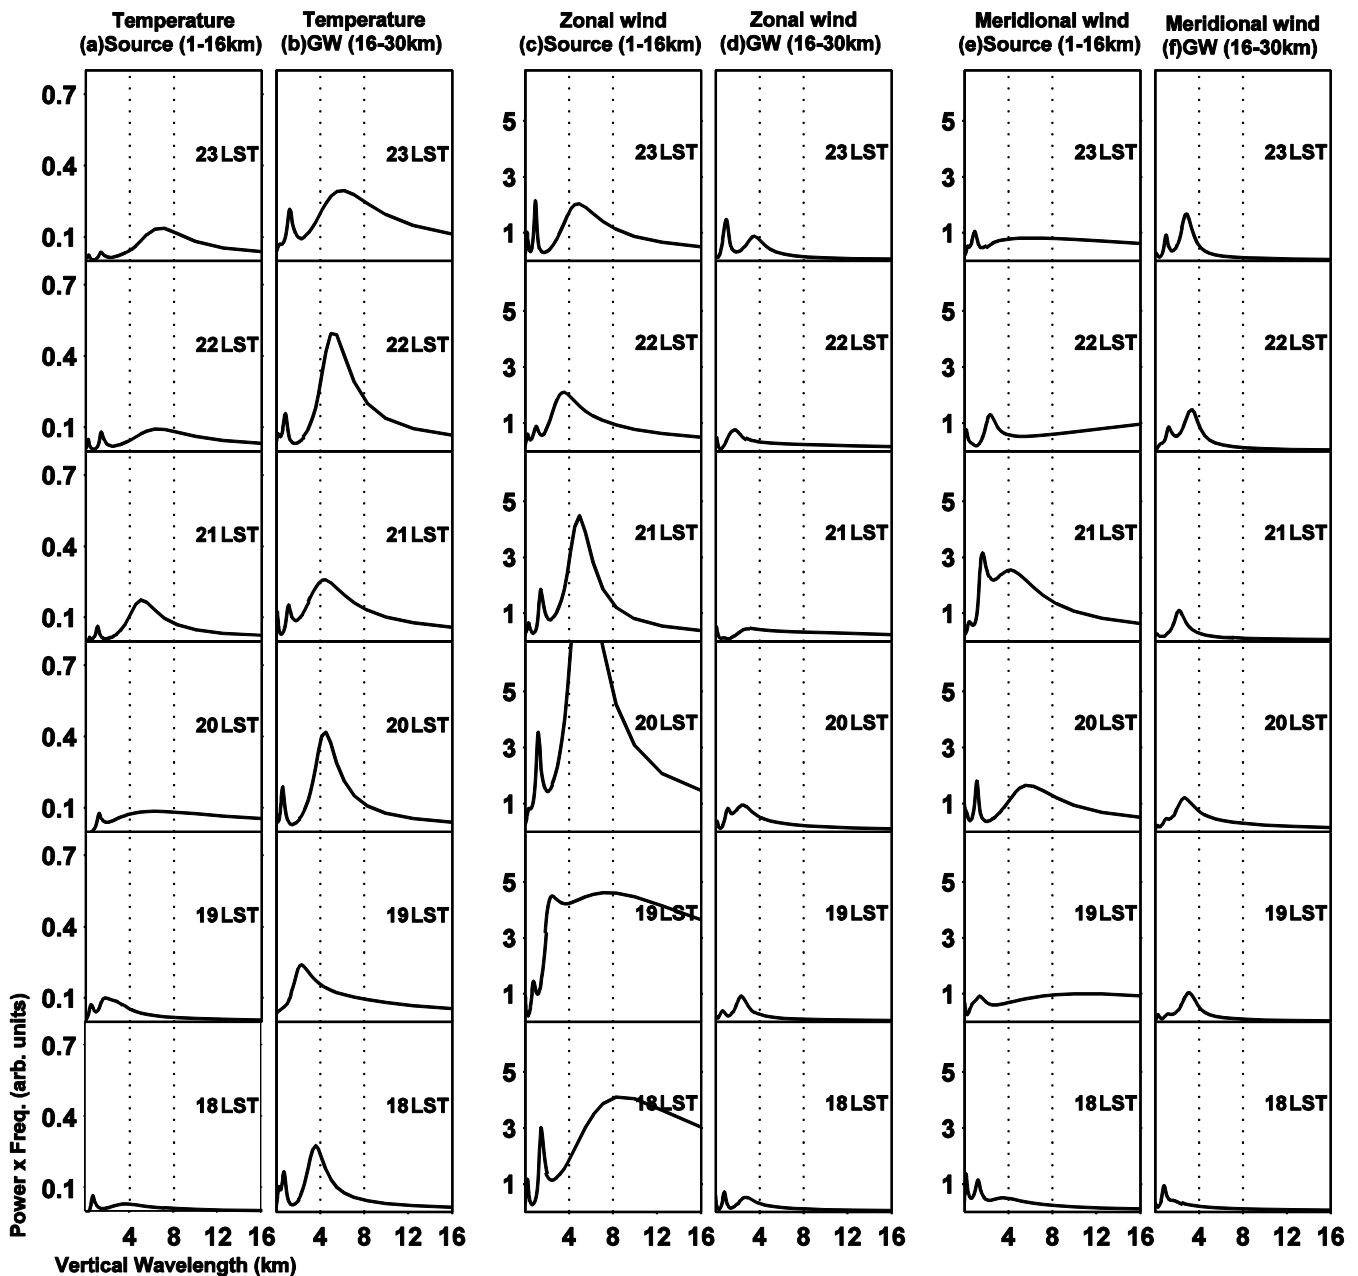 Temperature Temperature Zonal wind Zonal wind Meridional wind Meridional wind
(a)Source (1-16km) (b)GW (16-30km) (c)Source (1-16km) (d)GW (16-30km) (e)Source (1-16km) (f)GW (16-30km)
0.7 5 5
0.4 23LST 23LST 3 23LST 23LST 3 23LST 23LST
0.1 1 1
0.7 5 5
0.4 22LST 22LST 3 22LST 22LST 3 22LST 22LST
0.1 1 1
0.7 5 5
0.4 21LST 21LST 3 21LST 21LST 3 21LST 21LST
0.1 1 1
0.7 5 5
0.4 20LST 20LST 3 20LST 20LST 3 20LST 20LST
0.1 1 1
0.7 5 5
0.4 19LST 19LST 3 19LST 19LST 3 19LST 19LST
0.1 1 1
0.7 5 5
0.4 18LST 18LST 3 18LST 18LST 3 18LST 18LST
0.1 1 1
4 8 12 16 4 8 12 16 4 8 12 16 4 8 12 16
Power x Freq. (arb. units)
Vertical Wavelength (km)